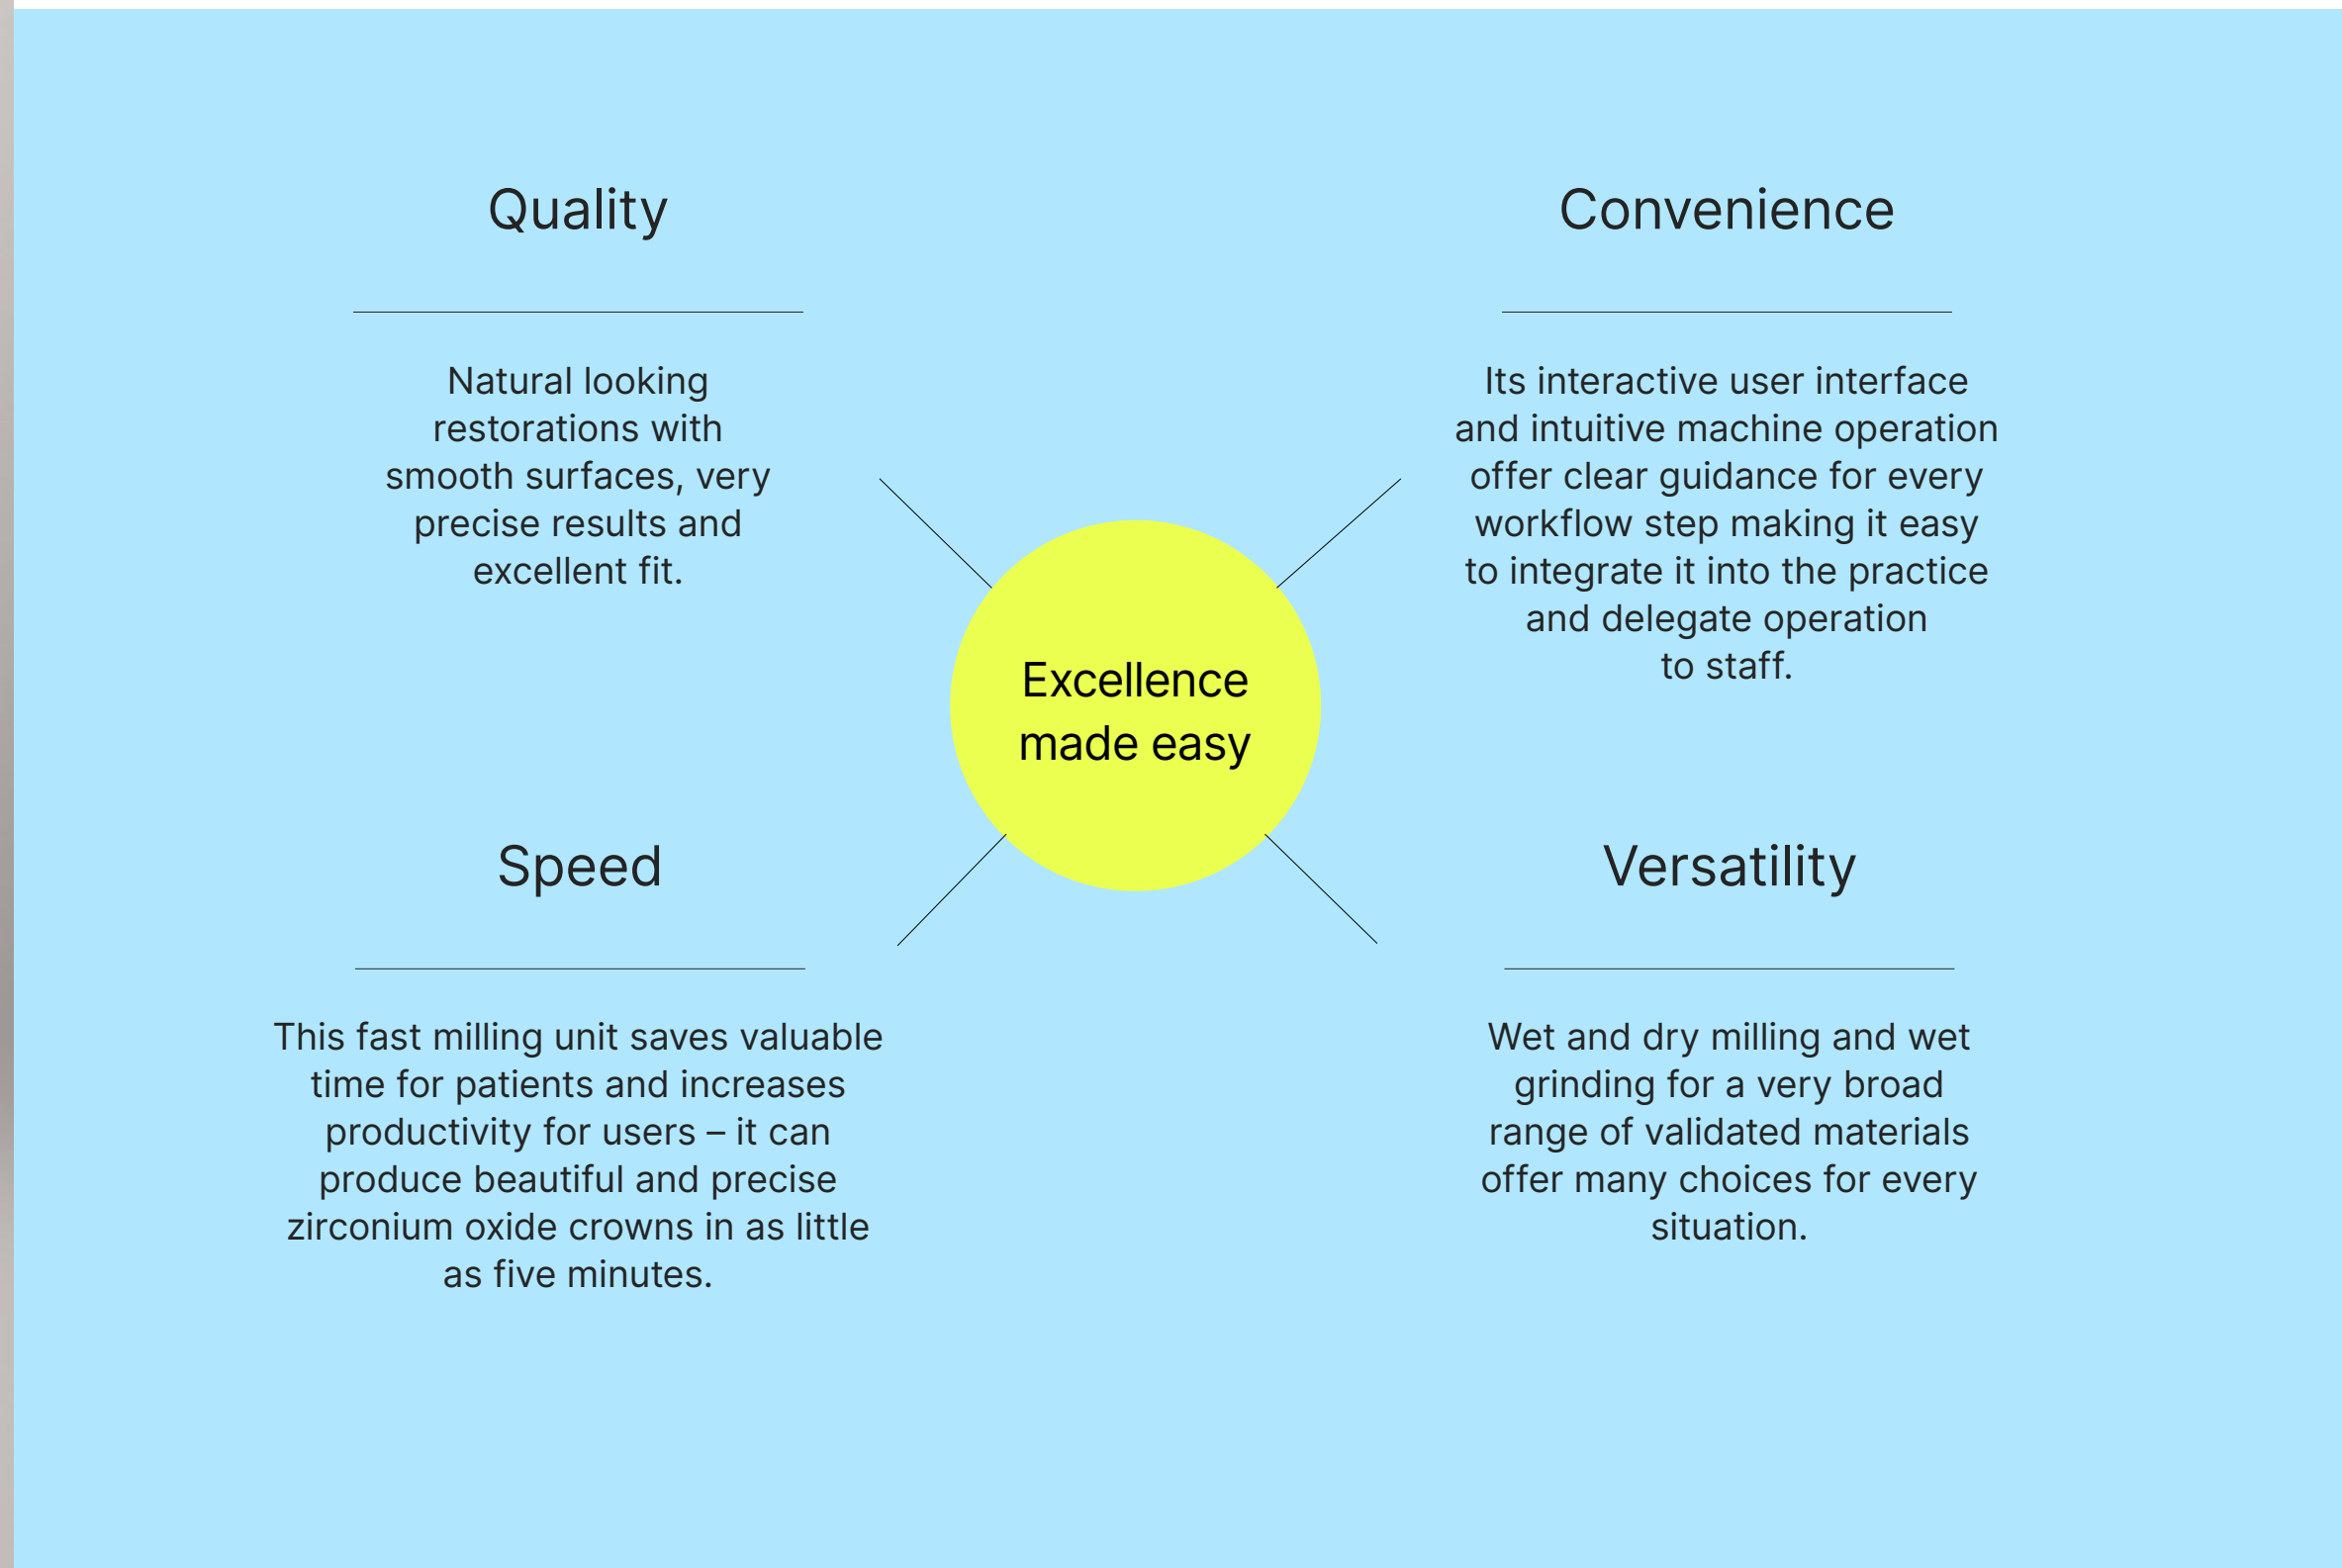 Quality
Natural looking
restorations with
smooth surfaces, very
precise results and
excellent fit.
Convenience
Its interactive user interface
and intuitive machine operation
offer clear guidance for every
workflow step making it easy
to integrate it into the practice
and delegate operation
to staff.
Excellence
made easy
Speed
This fast milling unit saves valuable
time for patients and increases
productivity for users – it can
produce beautiful and precise
zirconium oxide crowns in as little
as five minutes.
Versatility
Wet and dry milling and wet
grinding for a very broad
range of validated materials
offer many choices for every
situation.